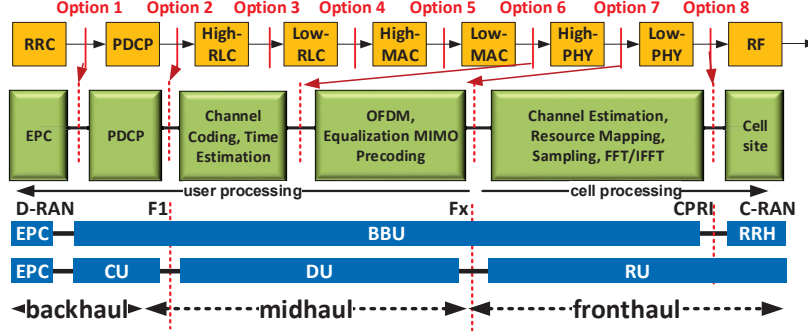 Option 1 Option 2 Option 3 Option 4 Option 5 Option 6 Option 7 Option 8
RRC PDCP High-RLC Low-RLC High-MAC Low-MAC High-PHY Low-PHY RF
EPC
PDCP
Channel
Coding, Time
Estimation
OFDM,
Equalization MIMO
Precoding
Channel Estimation,
Resource Mapping,
Sampling, FFT/IFFT
Cell
site
user processing cell processing
D-RAN F1 Fx CPRI C-RAN
EPC BBU RRH
EPC CU DU RU
backhaul midhaul fronthaul